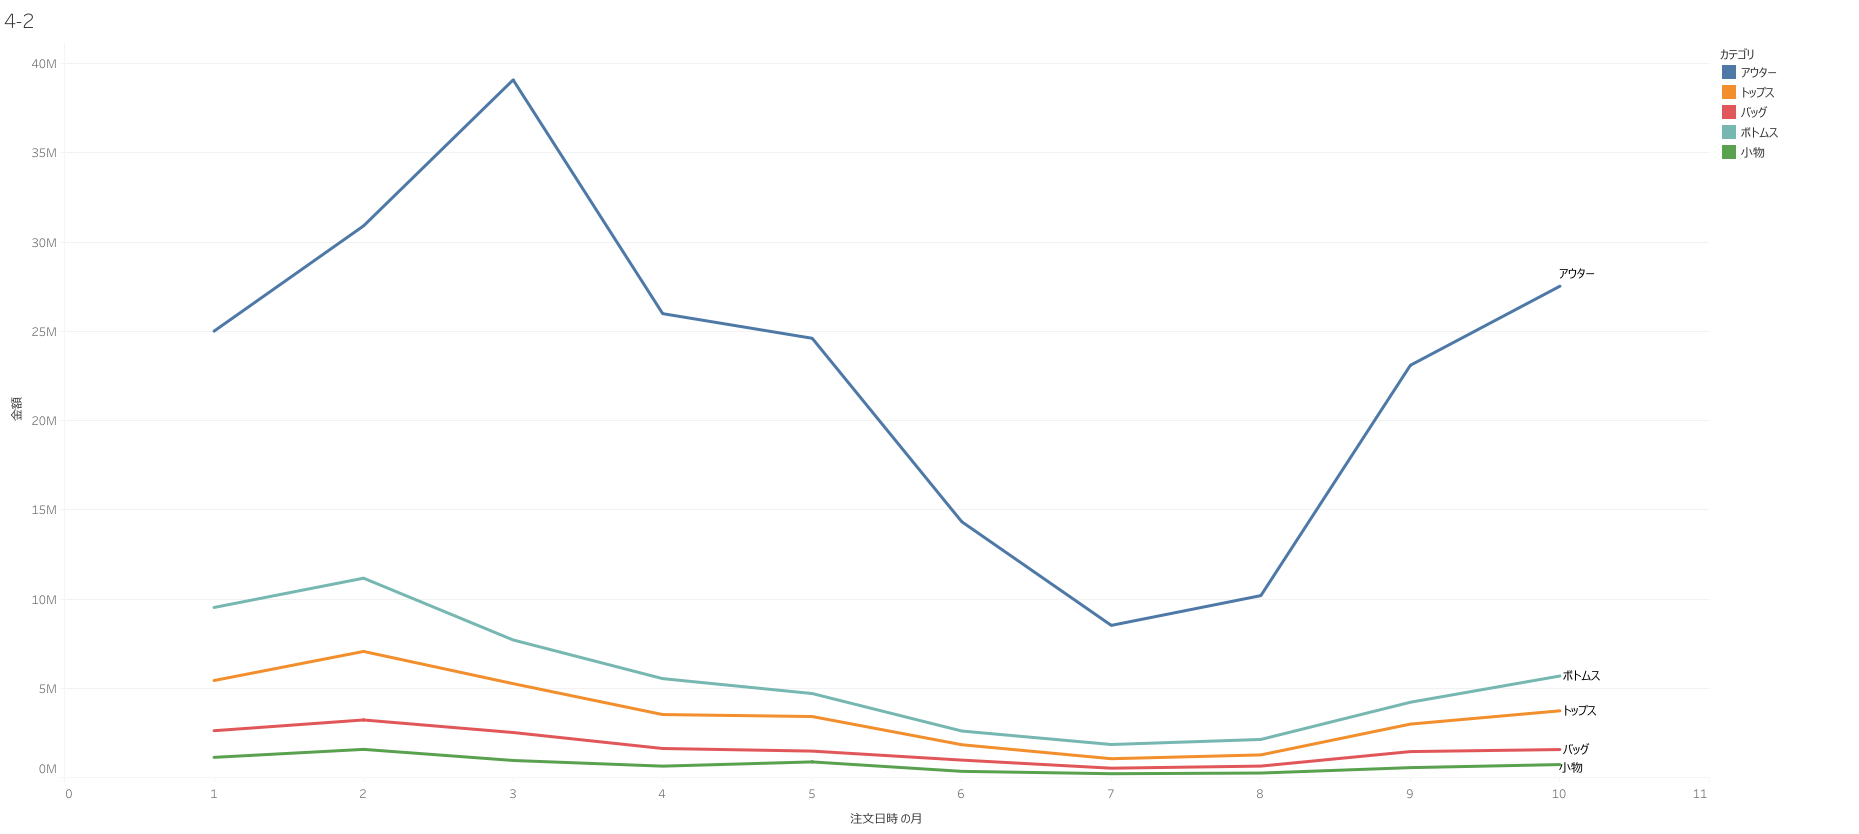 4-2
カテゴリ
アウター
トップス
バッグ
ボトムス
小物
40M
35M
30M
25M
20M
15M
10M
5M
0M
金額
アウター
ボトムス
トップス
バッグ
小物
0 1 2 3 4 5 6 7 8 9 10 11
注文日時 の月